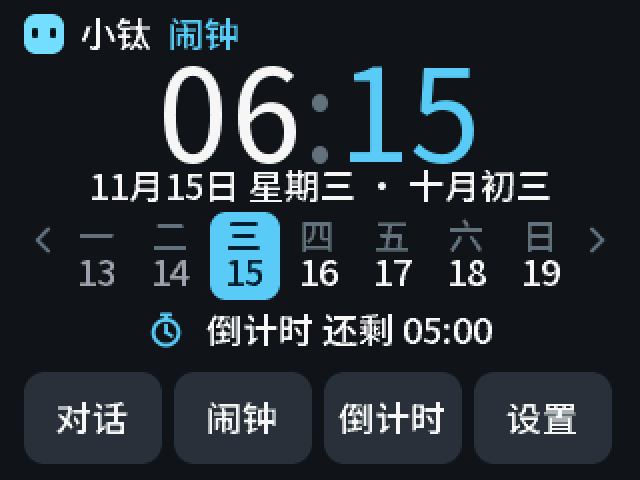 小钛 闹钟
06:15
11月15日 星期三 · 十月初三
一 二 三 四 五 六 日
13 14 15 16 17 18 19
倒计时 还剩 05:00
对话 闹钟 倒计时 设置